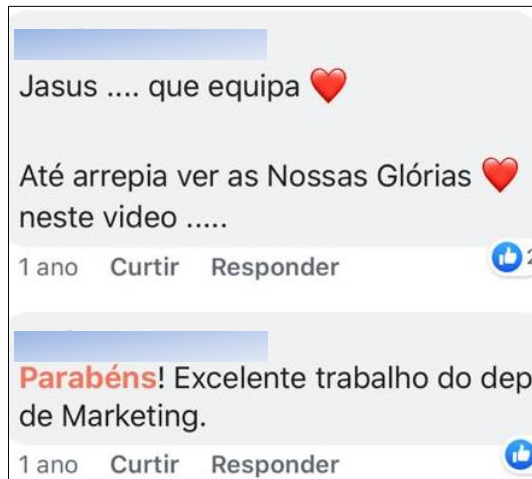 Jasus .... que equipa ❤️
Até arrepia ver as Nossas Glórias ❤️
neste video .....
1 ano Curtir Responder 2
Parabéns! Excelente trabalho do dep
de Marketing.
1 ano Curtir Responder